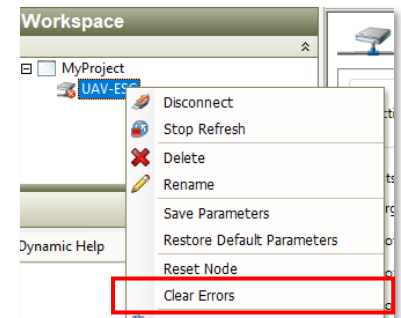 Workspace
MyProject
UAV-ESC
Disconnect
Stop Refresh
Delete
Rename
Save Parameters
Restore Default Parameters
Dynamic Help
Reset Node
Clear Errors